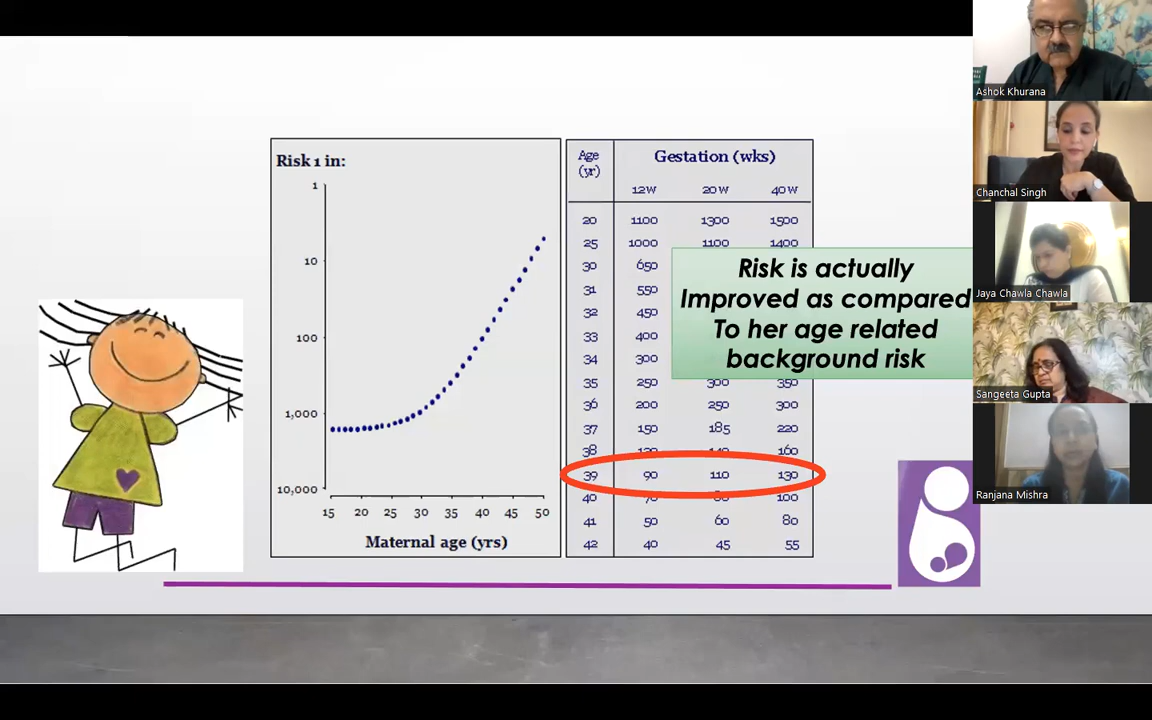 Risk 1 in:
1
10
100
1,000
10,000
15 20 25 30 35 40 45 50
Maternal age (yrs)
Age (yr) Gestation (wks)
12W 20W 40W
20 1100 1300 1500
25 1000 1100 1400
30 650
31 550
32 450
33 400
34 300
35 250 300 350
36 200 250 300
37 150 185 220
38 160
39 90 110 130
40 100
41 50 60 80
42 40 45 55
Risk is actually
Improved as compared
To her age related
background risk
Ashok Khurana
Chanchal Singh
Jaya Chawla Chawla
Sangeeta Gupta
Ranjana Mishra